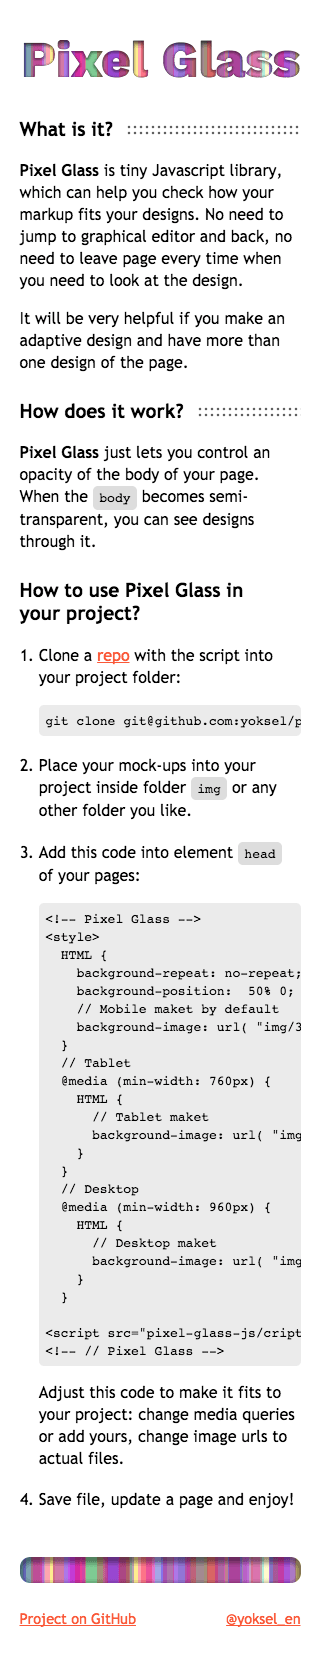 Pixel Glass
What is it?
Pixel Glass is tiny Javascript library,
which can help you check how your
markup fits your designs. No need to
jump to graphical editor and back, no
need to leave page every time when
you need to look at the design.
It will be very helpful if you make an
adaptive design and have more than
one design of the page.
How does it work?
Pixel Glass just lets you control an
opacity of the body of your page.
When the body becomes semi-
transparent, you can see designs
through it.
How to use Pixel Glass in
your project?
1. Clone a repo with the script into
your project folder:
git clone git@github.com:yoksel/p
2. Place your mock-ups into your
project inside folder img or any
other folder you like.
3. Add this code into element head
of your pages:
<!-- Pixel Glass -->
<style>
  HTML {
    background-repeat: no-repeat;
    background-position:  50% 0;
    // Mobile maket by default
    background-image: url( "img/3
  }
  // Tablet
  @media (min-width: 760px) {
    HTML {
      // Tablet maket
      background-image: url( "img
    }
  }
  // Desktop
  @media (min-width: 960px) {
    HTML {
      // Desktop maket
      background-image: url( "img
    }
  }
<script src="pixel-glass-js/cript
<!-- // Pixel Glass -->
Adjust this code to make it fits to
your project: change media queries
or add yours, change image urls to
actual files.
4. Save file, update a page and enjoy!
Project on GitHub @yoksel_en